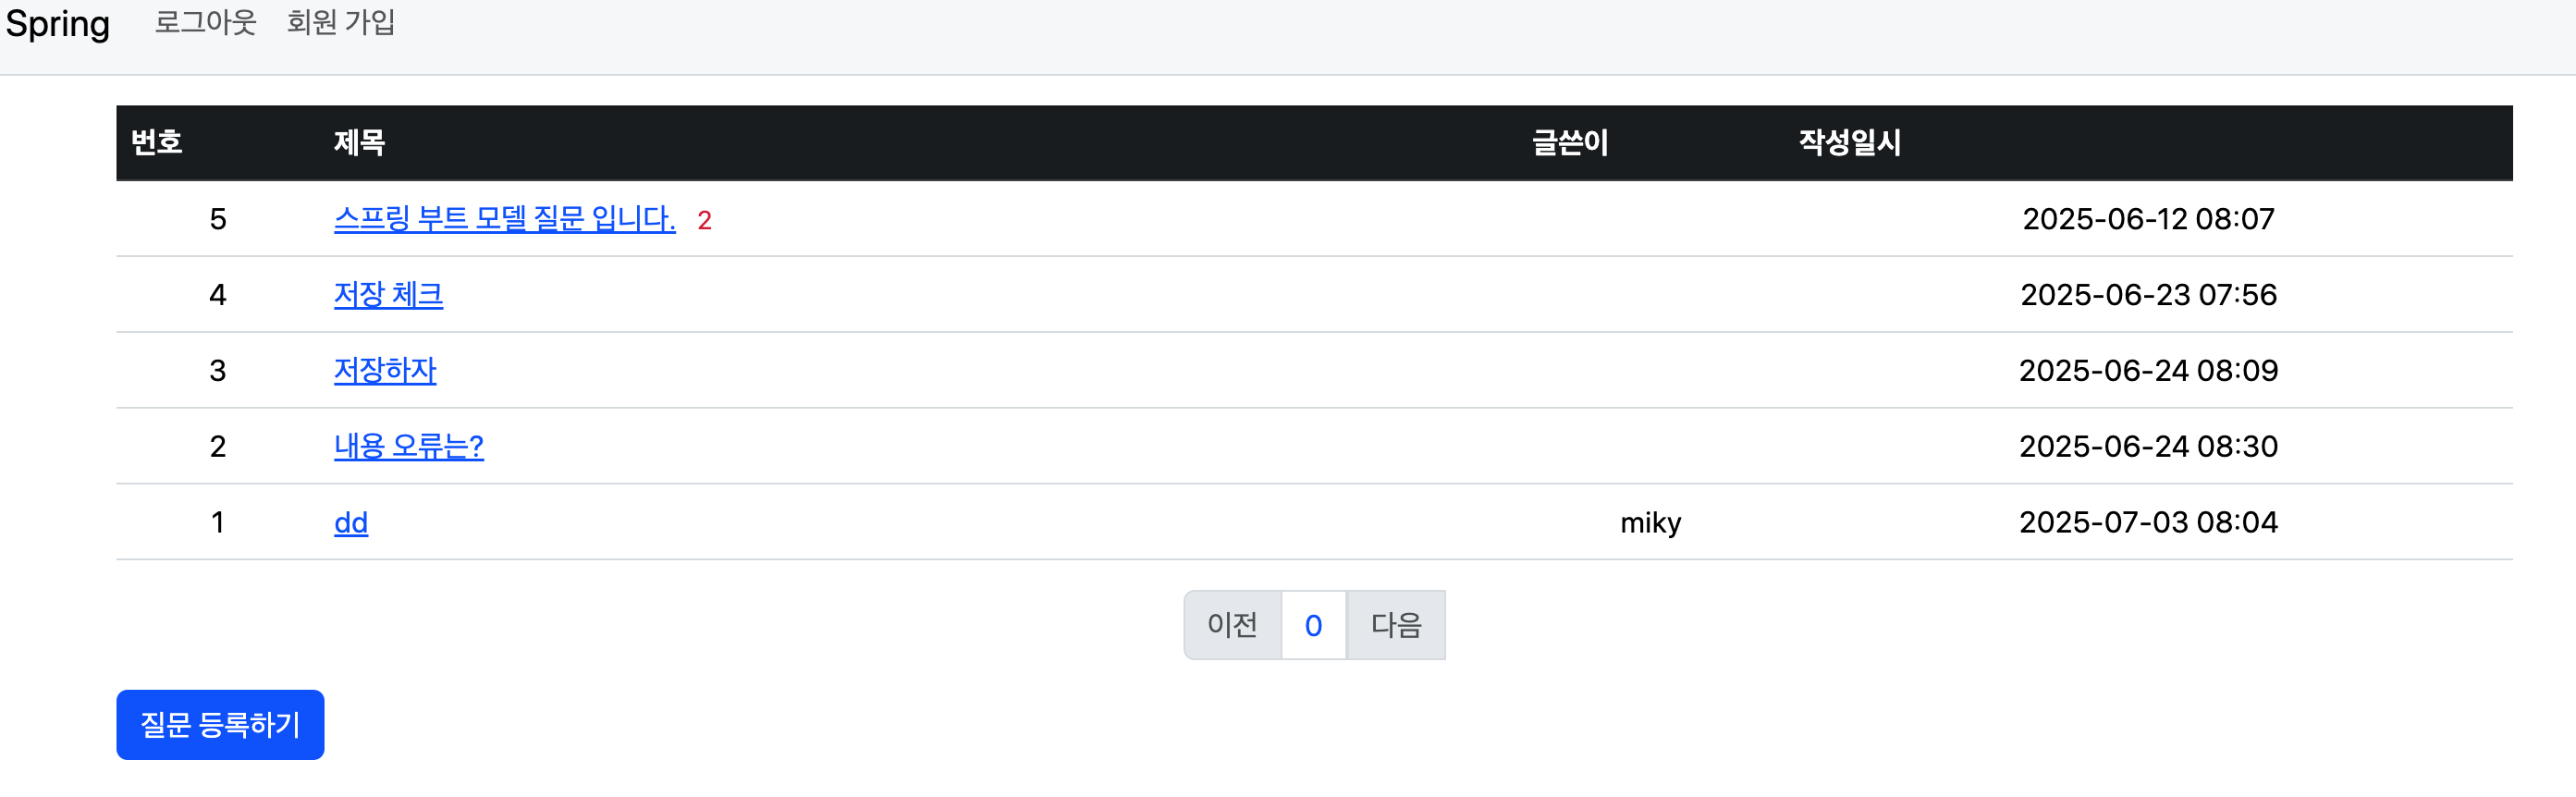 Spring 로그아웃 회원 가입
번호 제목 글쓴이 작성일시
5 스프링 부트 모델 질문 입니다. 2 2025-06-12 08:07
4 저장 체크 2025-06-23 07:56
3 저장하자 2025-06-24 08:09
2 내용 오류는? 2025-06-24 08:30
1 dd miky 2025-07-03 08:04
이전 0 다음
질문 등록하기